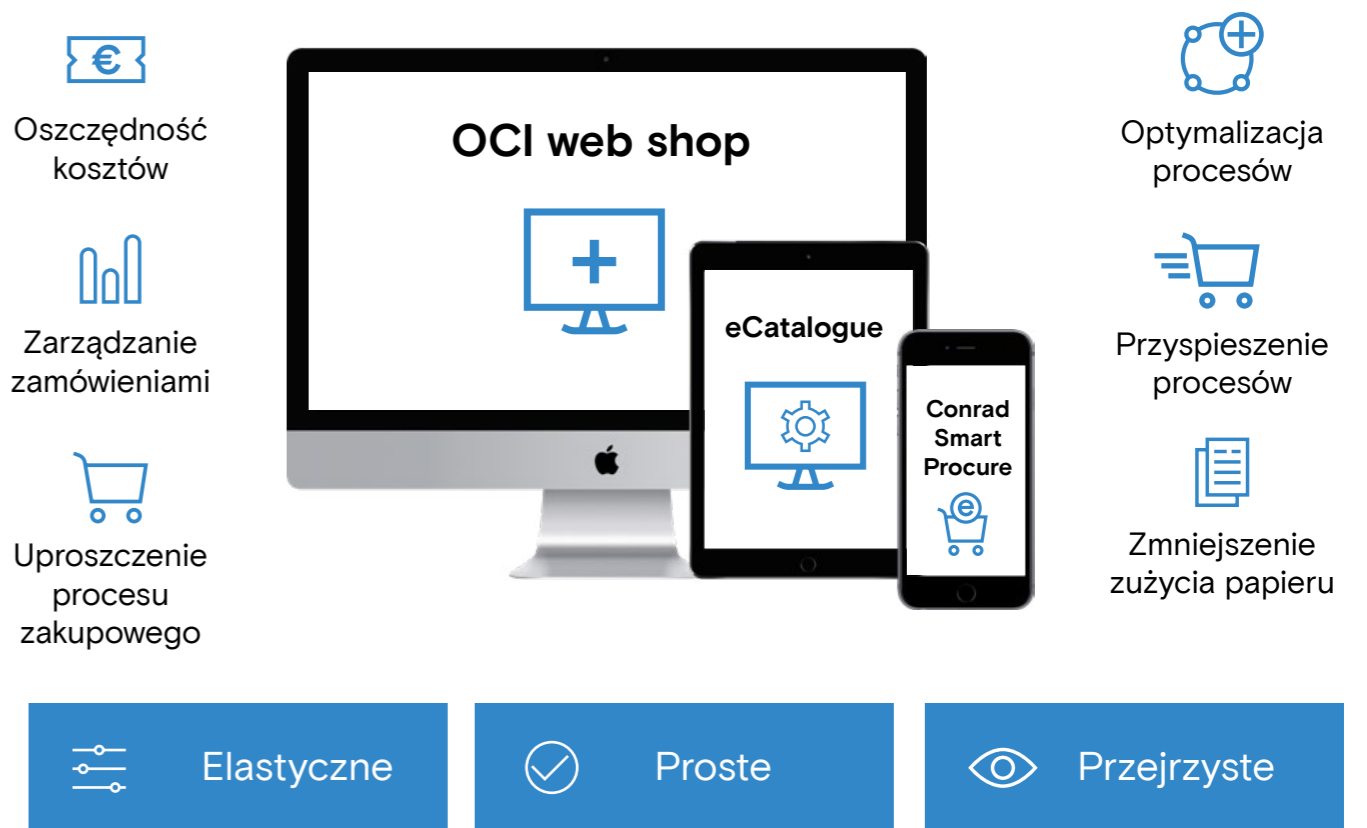 €
Oszczędność
kosztów
Zarządzanie
zamówieniami
Uproszczenie
procesu
zakupowego
OCI web shop
eCatalogue
Conrad
Smart
Procure
e
Optymalizacja
procesów
Przyspieszenie
procesów
Zmniejszenie
zużycia papieru
Elastyczne
Proste
Przejrzyste